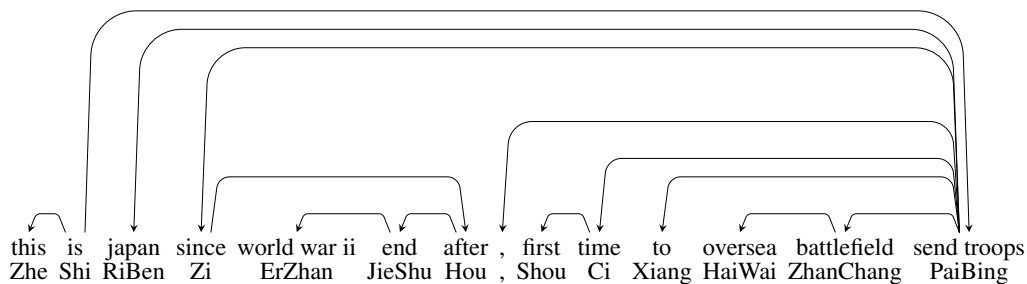 this is japan since world war ii end after , first time to oversea battlefield send troops
Zhe Shi RiBen Zi ErZhan JieShu Hou , Shou Ci Xiang HaiWai ZhanChang PaiBing